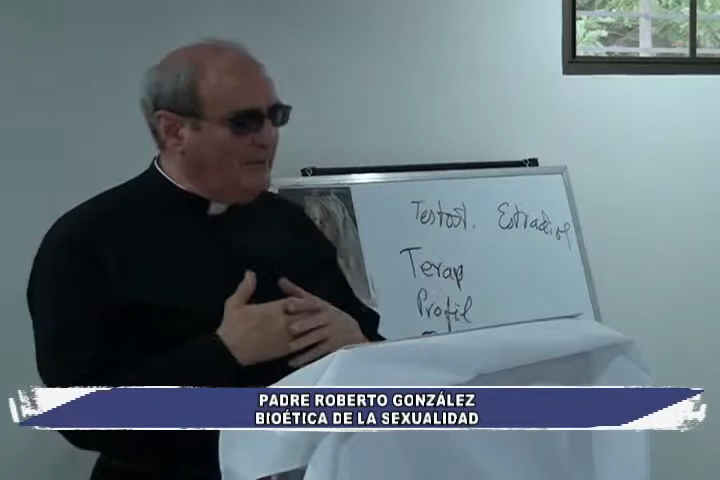 Testost. Estradiol
Terap
Profil
PADRE ROBERTO GONZÁLEZ
BIOÉTICA DE LA SEXUALIDAD